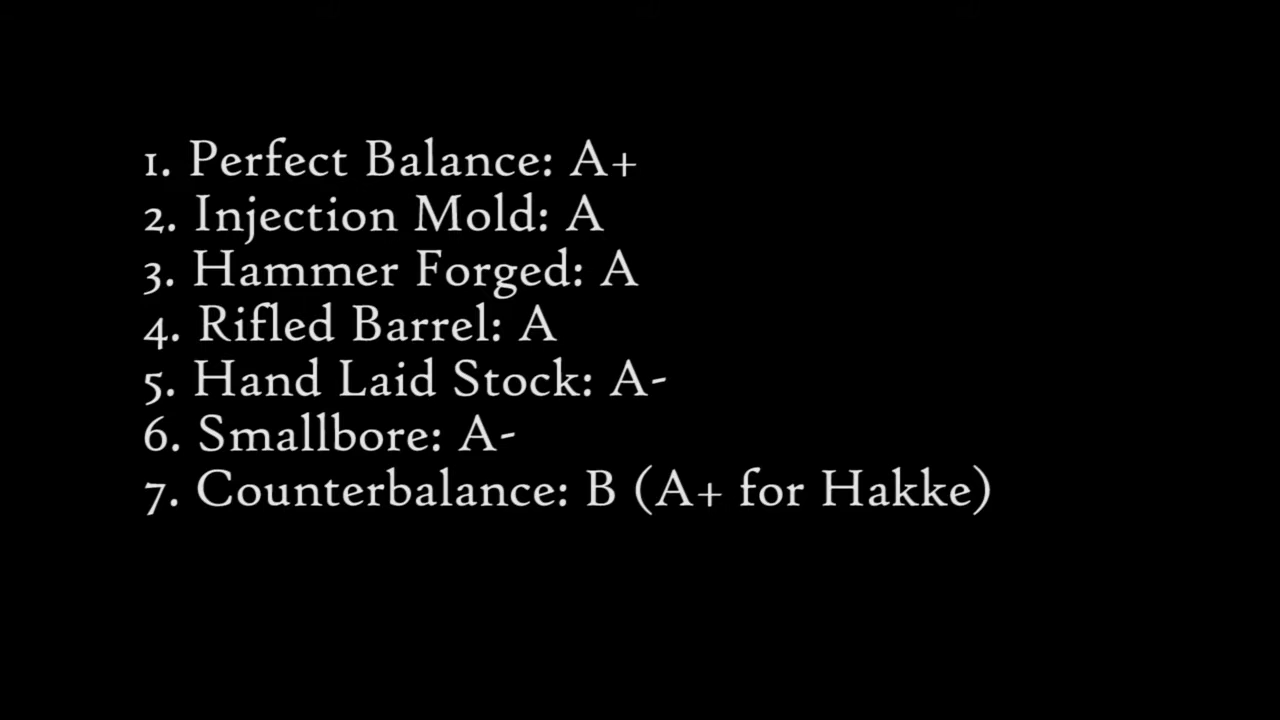 1. Perfect Balance: A+
2. Injection Mold: A
3. Hammer Forged: A
4. Rifled Barrel: A
5. Hand Laid Stock: A-
6. Smallbore: A-
7. Counterbalance: B (A+ for Hakke)